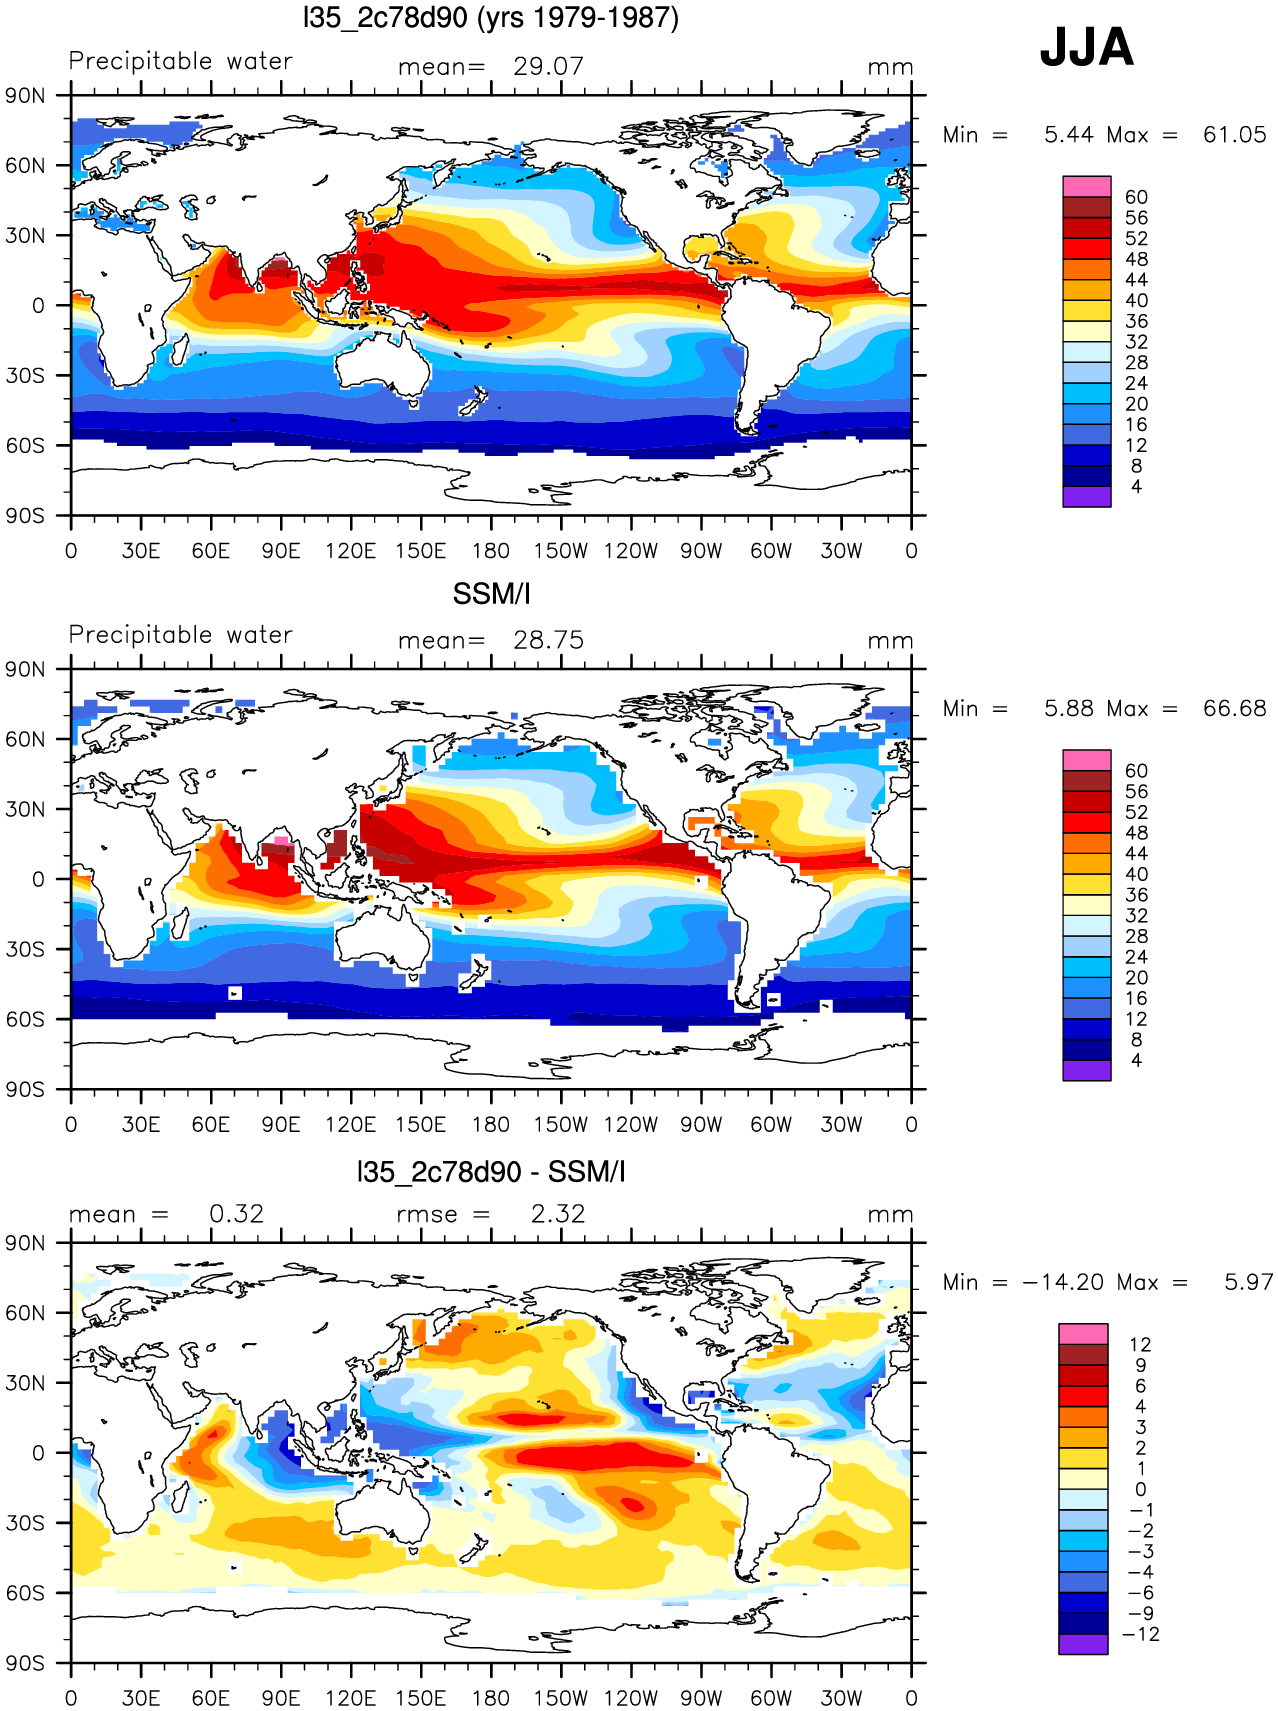 l35_2c78d90 (yrs 1979-1987)
JJA
Precipitable water mean= 29.07 mm
Min = 5.44 Max = 61.05
90N
60N
30N
0
30S
60S
90S
0 30E 60E 90E 120E 150E 180 150W 120W 90W 60W 30W 0
60
56
52
48
44
40
36
32
28
24
20
16
12
8
4
SSM/I
Precipitable water mean= 28.75 mm
Min = 5.88 Max = 66.68
90N
60N
30N
0
30S
60S
90S
0 30E 60E 90E 120E 150E 180 150W 120W 90W 60W 30W 0
60
56
52
48
44
40
36
32
28
24
20
16
12
8
4
l35_2c78d90 - SSM/I
mean = 0.32 rmse = 2.32 mm
Min = −14.20 Max = 5.97
90N
60N
30N
0
30S
60S
90S
0 30E 60E 90E 120E 150E 180 150W 120W 90W 60W 30W 0
12
9
6
4
3
2
1
0
−1
−2
−3
−4
−6
−9
−12